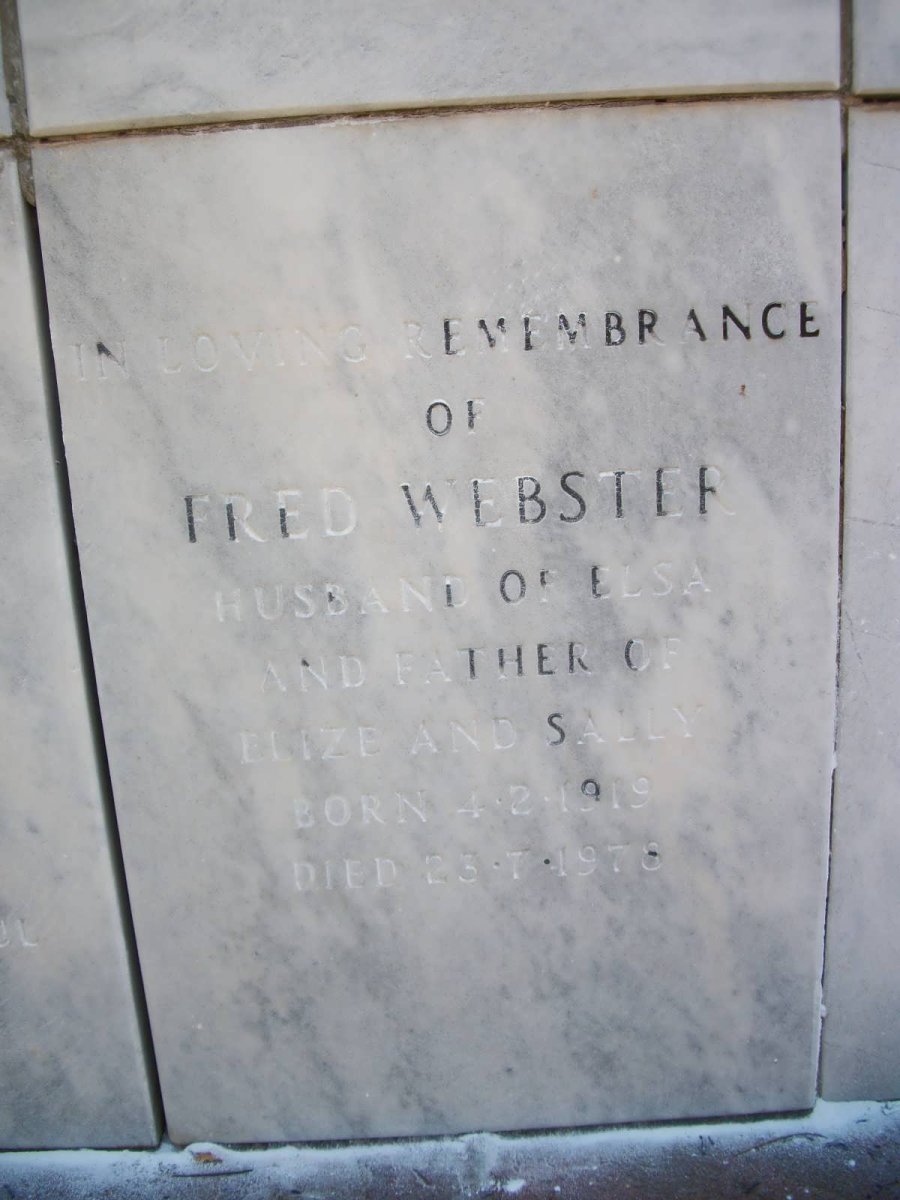 IN LOVING REMEMBRANCE
OF
FRED WEBSTER
HUSBAND OF ELSA
AND FATHER OF
ELIZE AND SALLY
BORN 4·2·1919
DIED 23·7·1978
UL